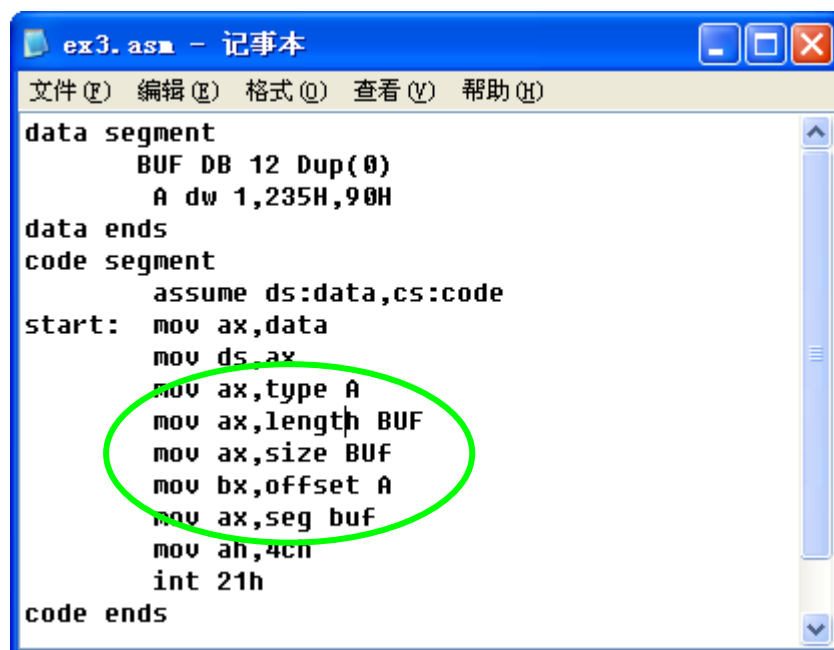 ex3.asm - 记事本
文件(F) 编辑(E) 格式(O) 查看(V) 帮助(H)
data segment
BUF DB 12 Dup(0)
A dw 1,235H,90H
data ends
code segment
assume ds:data,cs:code
start: mov ax,data
mov ds,ax
mov ax,type A
mov ax,length BUF
mov ax,size BUf
mov bx,offset A
mov ax,seg buf
mov ah,4ch
int 21h
code ends